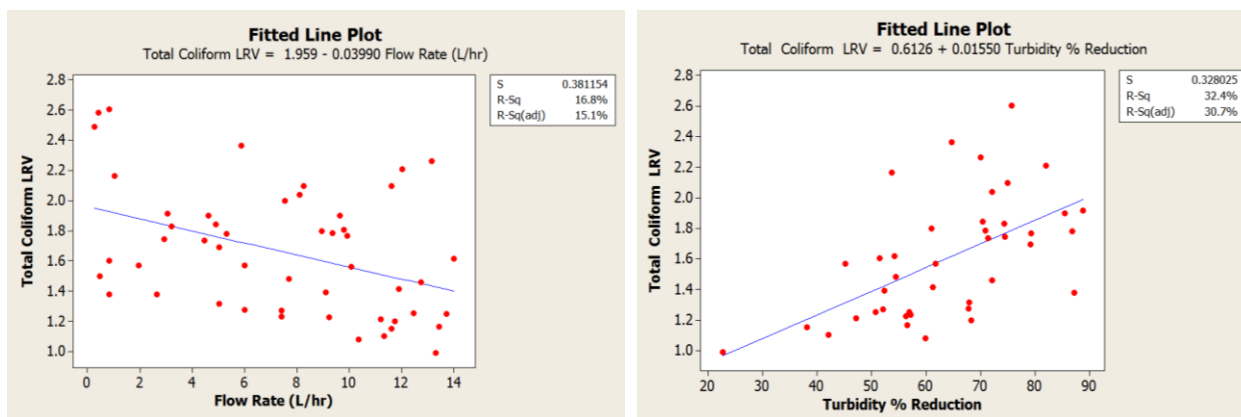 Fitted Line Plot
Total Coliform LRV = 1.959 - 0.03990 Flow Rate (L/hr)
S 0.381154
R-Sq 16.8%
R-Sq(adj) 15.1%
2.8
2.6
2.4
2.2
2.0
1.8
1.6
1.4
1.2
1.0
Total Coliform LRV
0 2 4 6 8 10 12 14
Flow Rate (L/hr)
Fitted Line Plot
Total Coliform LRV = 0.6126 + 0.01550 Turbidity % Reduction
S 0.328025
R-Sq 32.4%
R-Sq(adj) 30.7%
2.8
2.6
2.4
2.2
2.0
1.8
1.6
1.4
1.2
1.0
Total Coliform LRV
20 30 40 50 60 70 80 90
Turbidity % Reduction